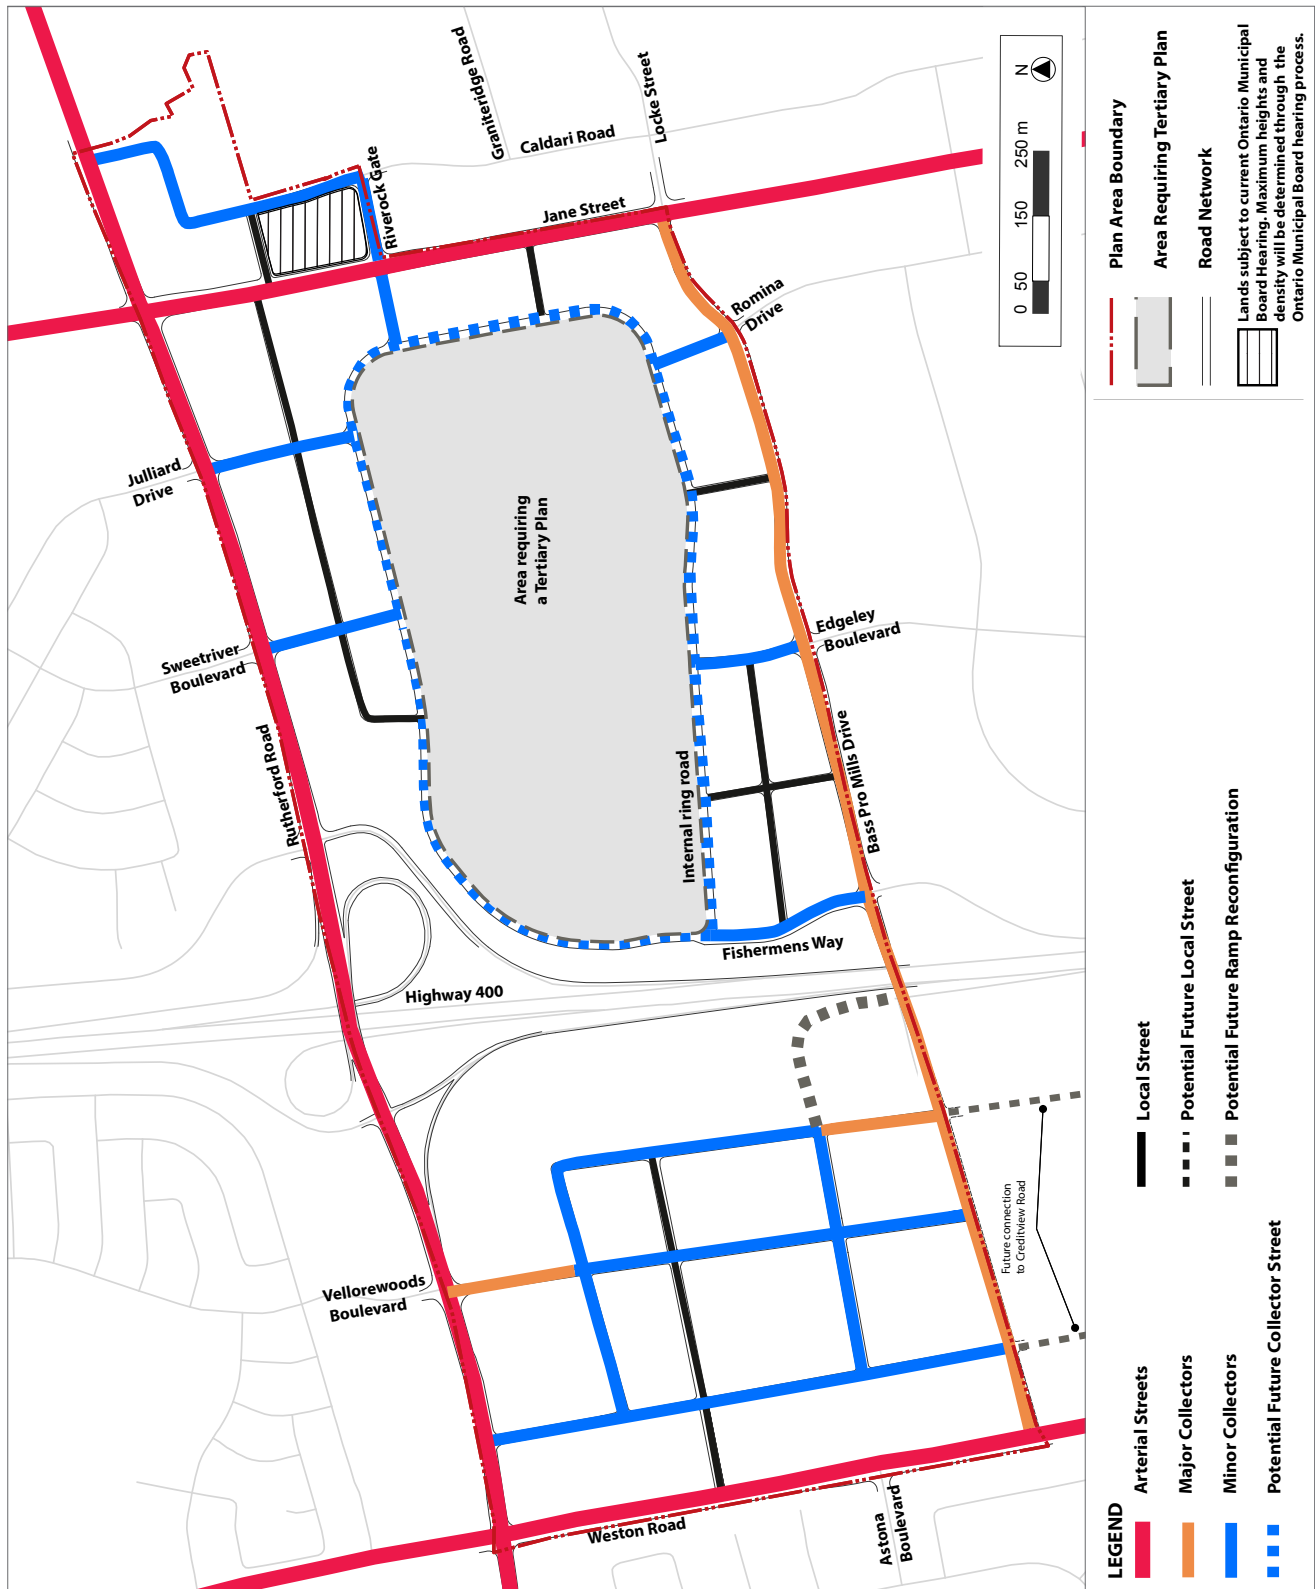 Graniteridge Road
Locke Street
Caldari Road
Riverock Gate
Jane Street
Romina
Drive
Julliard
Drive
Area requiring
a Tertiary Plan
Sweetriver
Boulevard
Edgeley
Boulevard
Rutherford Road
Internal ring road
Bass Pro Mills Drive
Fishermens Way
Highway 400
Vellorewoods
Boulevard
Future connection
to Creditview Road
Weston Road
Astona
Boulevard
N
0 50 150 250 m
LEGEND
Arterial Streets
Major Collectors
Minor Collectors
Potential Future Collector Street
Local Street
Potential Future Local Street
Potential Future Ramp Reconfiguration
Plan Area Boundary
Area Requiring Tertiary Plan
Road Network
Lands subject to current Ontario Municipal
Board Hearing. Maximum heights and
density will be determined through the
Ontario Municipal Board hearing process.